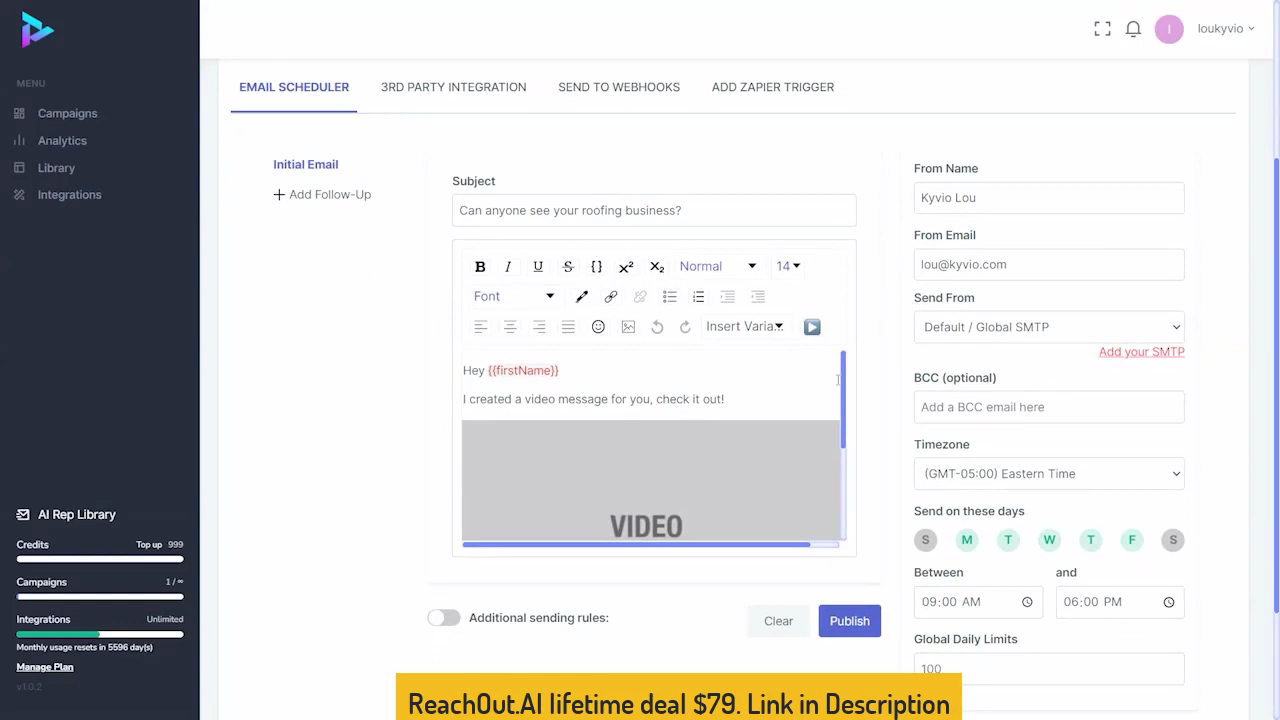 loukyvio
MENU
Campaigns
Analytics
Library
Integrations
AI Rep Library
Credits Top up 999
Campaigns 1 / ∞
Integrations Unlimited
Monthly usage resets in 5596 day(s)
Manage Plan
v1.0.2
EMAIL SCHEDULER 3RD PARTY INTEGRATION SEND TO WEBHOOKS ADD ZAPIER TRIGGER
Initial Email
Add Follow-Up
Subject
Can anyone see your roofing business?
B I U S {} X² X₂ Normal 14
Font
Insert Varia...
Hey {{firstName}}
I created a video message for you, check it out!
VIDEO
Additional sending rules:
Clear Publish
From Name
Kyvio Lou
From Email
lou@kyvio.com
Send From
Default / Global SMTP
Add your SMTP
BCC (optional)
Add a BCC email here
Timezone
(GMT-05:00) Eastern Time
Send on these days
S M T W T F S
Between and
09:00 AM 06:00 PM
Global Daily Limits
100
ReachOut.AI lifetime deal $79. Link in Description